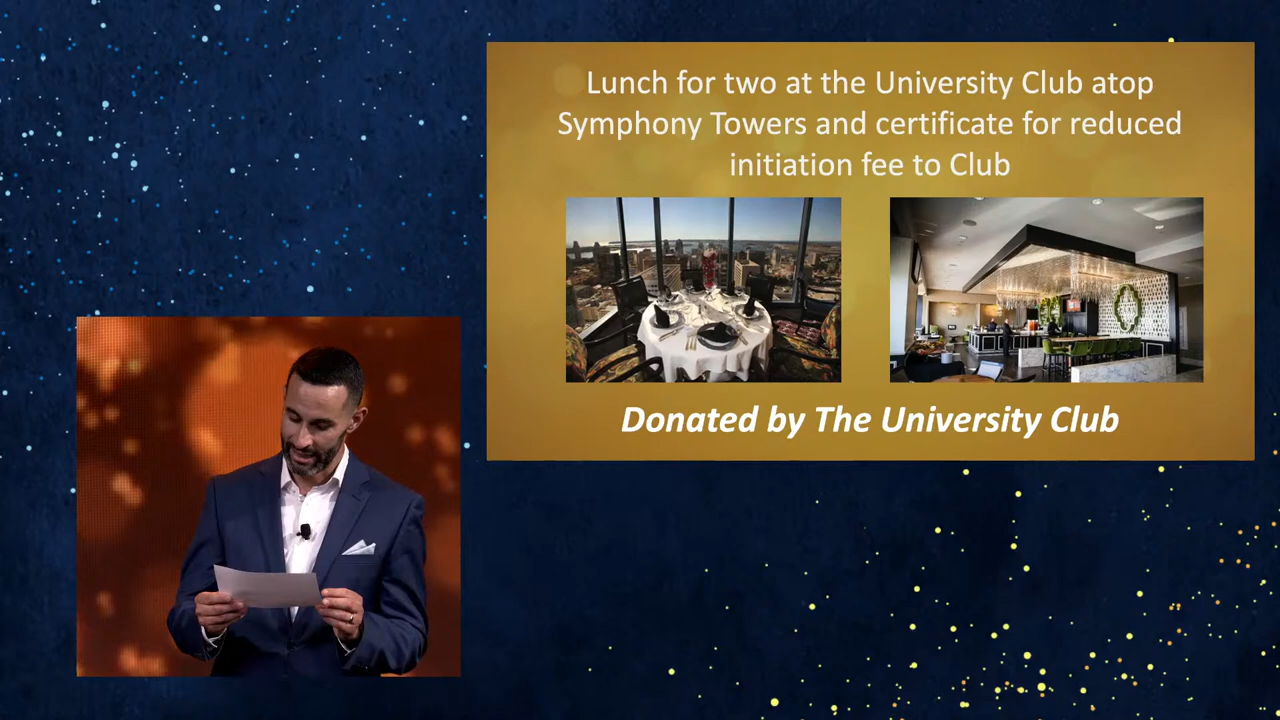 Lunch for two at the University Club atop
Symphony Towers and certificate for reduced
initiation fee to Club
Donated by The University Club